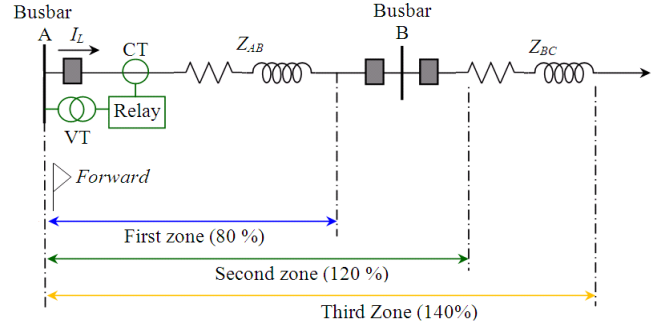 Busbar
A
I_L
CT
Z_AB
Busbar
B
Z_BC
Relay
VT
Forward
First zone (80 %)
Second zone (120 %)
Third Zone (140%)